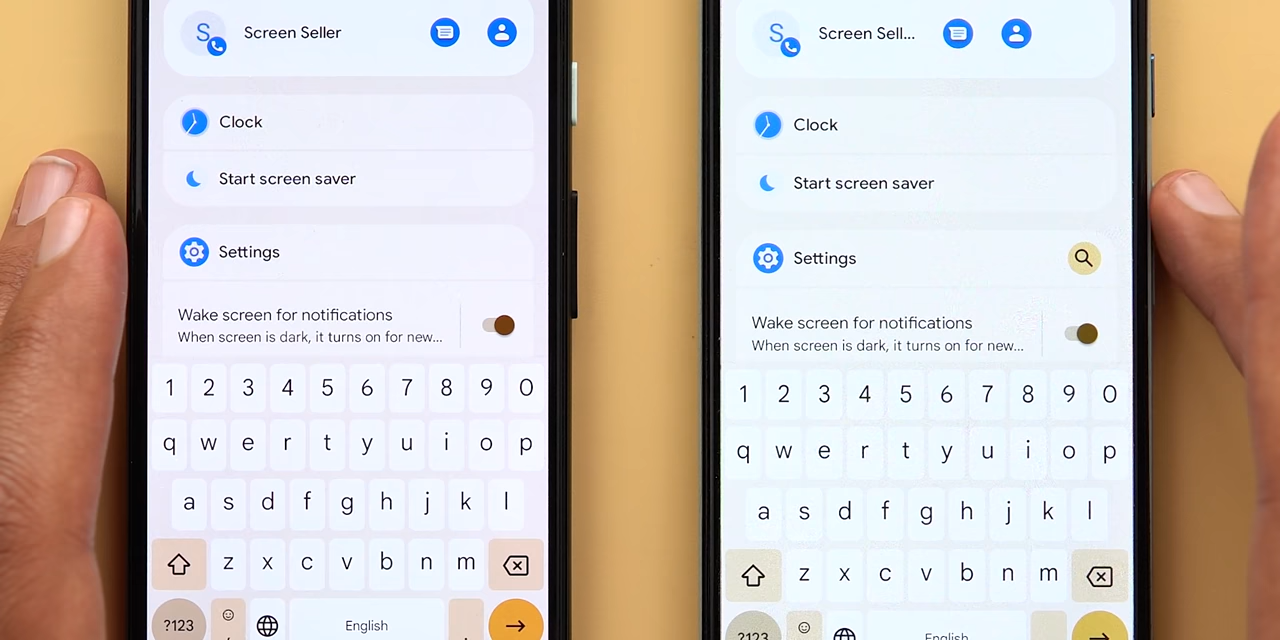 S Screen Seller
Clock
Start screen saver
Settings
Wake screen for notifications
When screen is dark, it turns on for new...
1 2 3 4 5 6 7 8 9 0
q w e r t y u i o p
a s d f g h j k l
z x c v b n m
?123 English .
S Screen Sell...
Clock
Start screen saver
Settings
Wake screen for notifications
When screen is dark, it turns on for new...
1 2 3 4 5 6 7 8 9 0
q w e r t y u i o p
a s d f g h j k l
z x c v b n m
?123 English